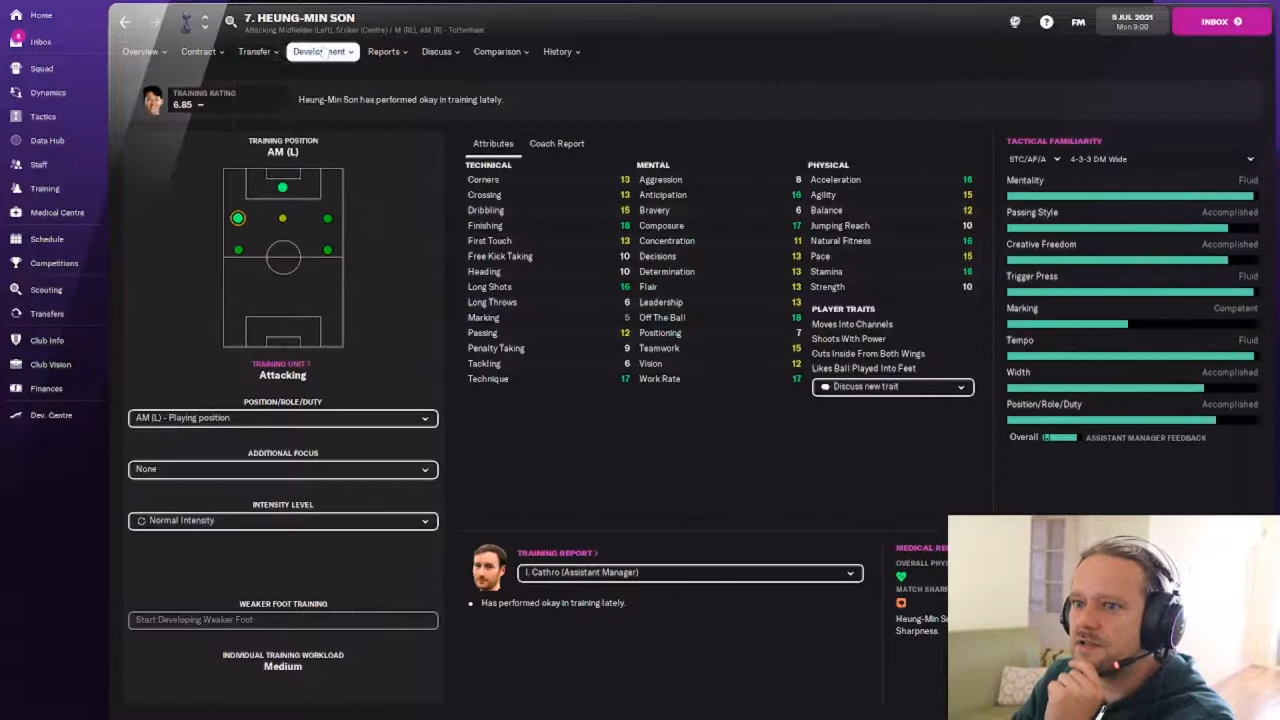 Home
Inbox
Squad
Dynamics
Tactics
Data Hub
Staff
Training
Medical Centre
Schedule
Competitions
Scouting
Transfers
Club Info
Club Vision
Finances
Dev. Centre
7. HEUNG-MIN SON
Attacking Midfielder (Left), Striker (Centre) / M (RL), AM (R) - Tottenham
FM
5 JUL 2021
Mon 9:00
INBOX
Overview
Contract
Transfer
Development
Reports
Discuss
Comparison
History
TRAINING RATING
6.85 –
Heung-Min Son has performed okay in training lately.
TRAINING POSITION
AM (L)
TRAINING UNIT >
Attacking
POSITION/ROLE/DUTY
AM (L) - Playing position
ADDITIONAL FOCUS
None
INTENSITY LEVEL
Normal Intensity
WEAKER FOOT TRAINING
Start Developing Weaker Foot
INDIVIDUAL TRAINING WORKLOAD
Medium
Attributes Coach Report
TECHNICAL
Corners 13
Crossing 13
Dribbling 15
Finishing 18
First Touch 13
Free Kick Taking 10
Heading 10
Long Shots 16
Long Throws 6
Marking 5
Passing 12
Penalty Taking 9
Tackling 6
Technique 17
MENTAL
Aggression 8
Anticipation 16
Bravery 6
Composure 17
Concentration 11
Decisions 13
Determination 13
Flair 13
Leadership 13
Off The Ball 18
Positioning 7
Teamwork 15
Vision 12
Work Rate 17
PHYSICAL
Acceleration 16
Agility 15
Balance 12
Jumping Reach 10
Natural Fitness 16
Pace 15
Stamina 16
Strength 10
PLAYER TRAITS
Moves Into Channels
Shoots With Power
Cuts Inside From Both Wings
Likes Ball Played Into Feet
Discuss new trait
TRAINING REPORT >
I. Cathro (Assistant Manager)
Has performed okay in training lately.
TACTICAL FAMILIARITY
STC/AF/A 4-3-3 DM Wide
Mentality Fluid
Passing Style Accomplished
Creative Freedom Accomplished
Trigger Press Fluid
Marking Competent
Tempo Fluid
Width Accomplished
Position/Role/Duty Accomplished
Overall ASSISTANT MANAGER FEEDBACK
MEDICAL
OVERALL
MATCH
Heung-Min
Sharpness.